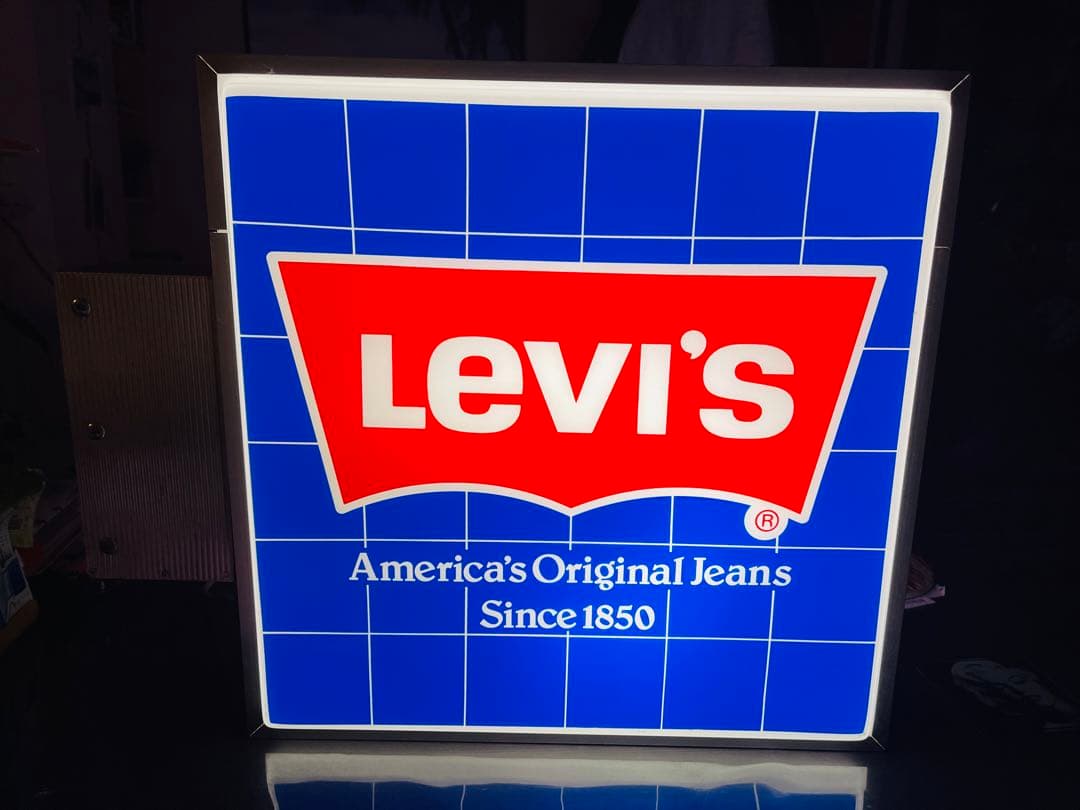 Levi's
®
America's Original Jeans
Since 1850